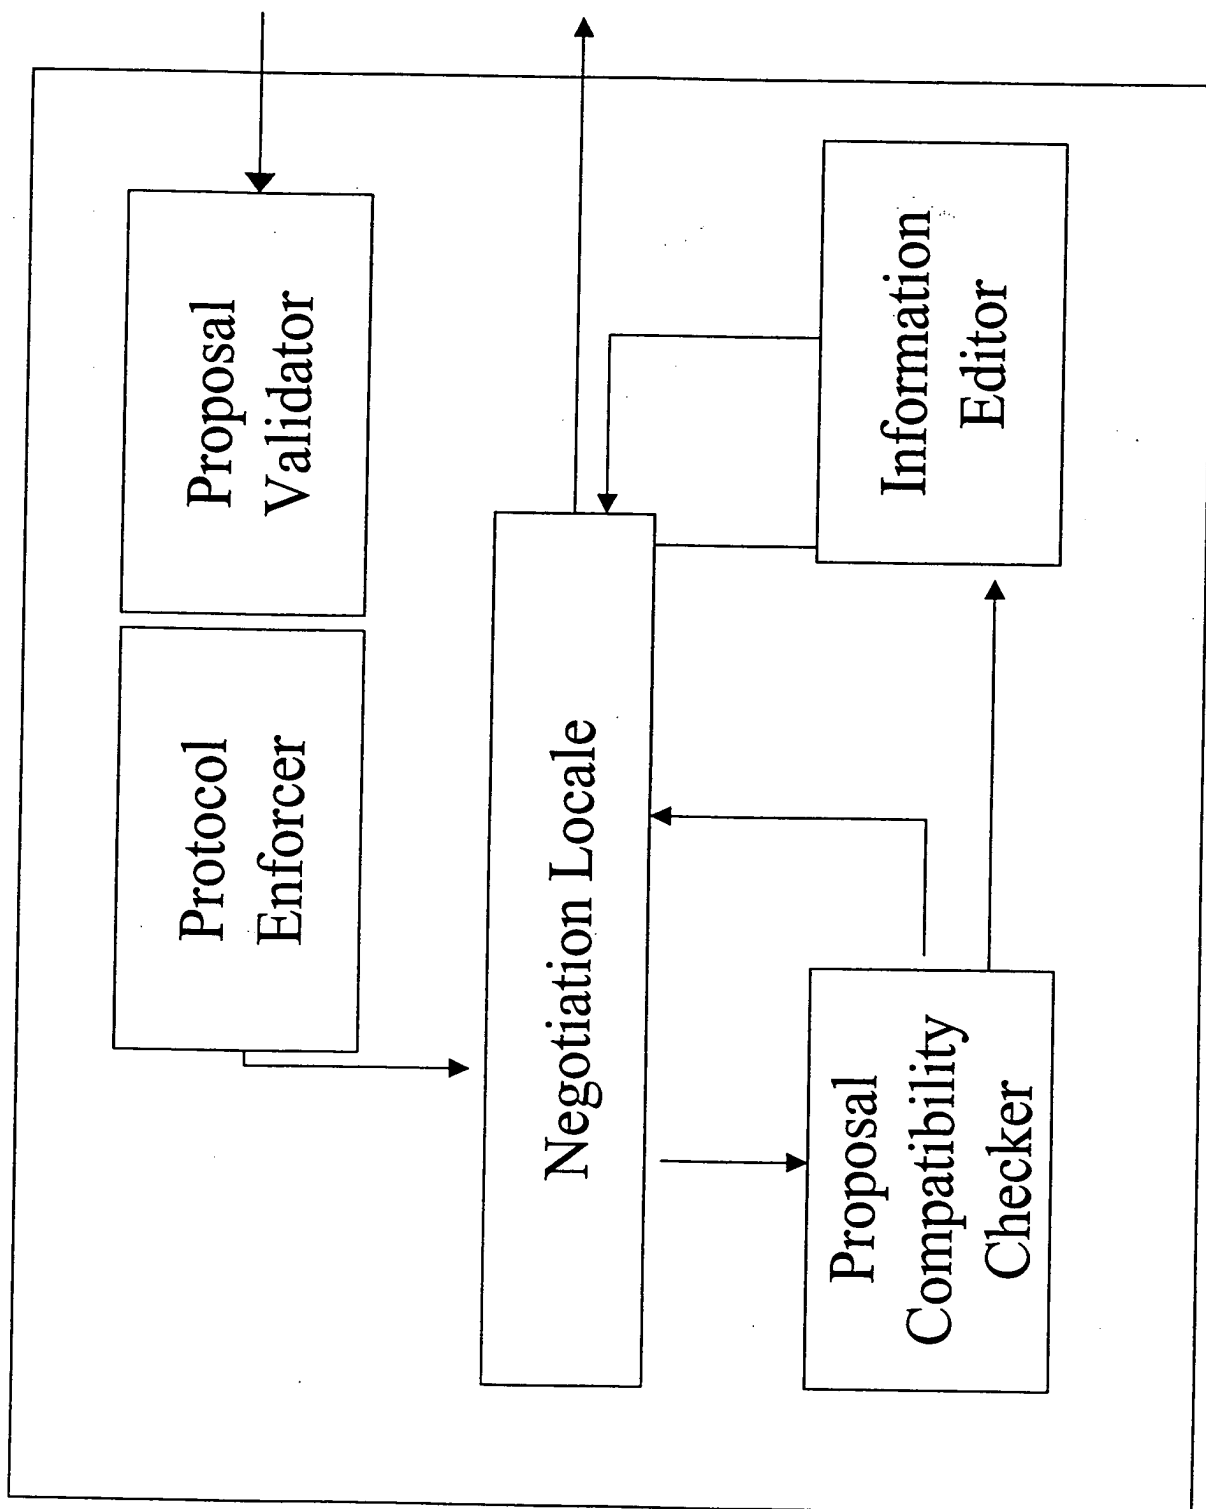 Protocol
Enforcer
Proposal
Validator
Negotiation Locale
Proposal
Compatibility
Checker
Information
Editor